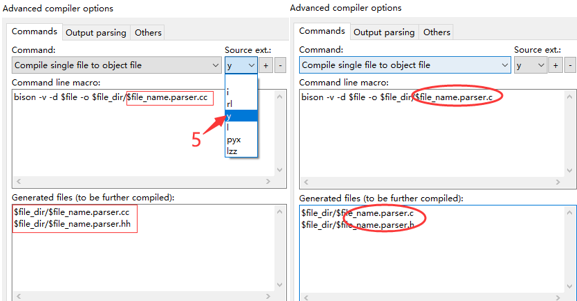 Advanced compiler options
Commands Output parsing Others
Command: Source ext.:
Compile single file to object file y + -
Command line macro:
bison -v -d $file -o $file_dir/$file_name.parser.cc
i
rl
y
l
pyx
lzz
5
Generated files (to be further compiled):
$file_dir/$file_name.parser.cc
$file_dir/$file_name.parser.hh
Advanced compiler options
Commands Output parsing Others
Command: Source ext.:
Compile single file to object file y + -
Command line macro:
bison -v -d $file -o $file_dir/$file_name.parser.c
Generated files (to be further compiled):
$file_dir/$file_name.parser.c
$file_dir/$file_name.parser.h